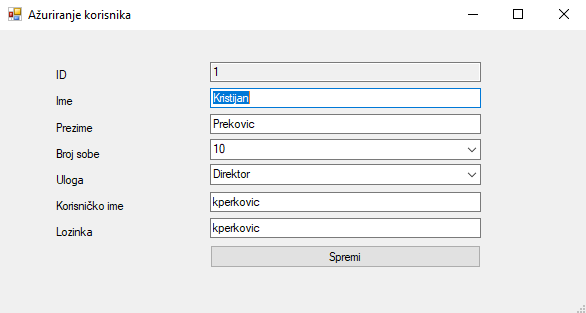 Ažuriranje korisnika
ID 1
Ime Kristijan
Prezime Prekovic
Broj sobe 10
Uloga Direktor
Korisničko ime kperkovic
Lozinka kperkovic
Spremi